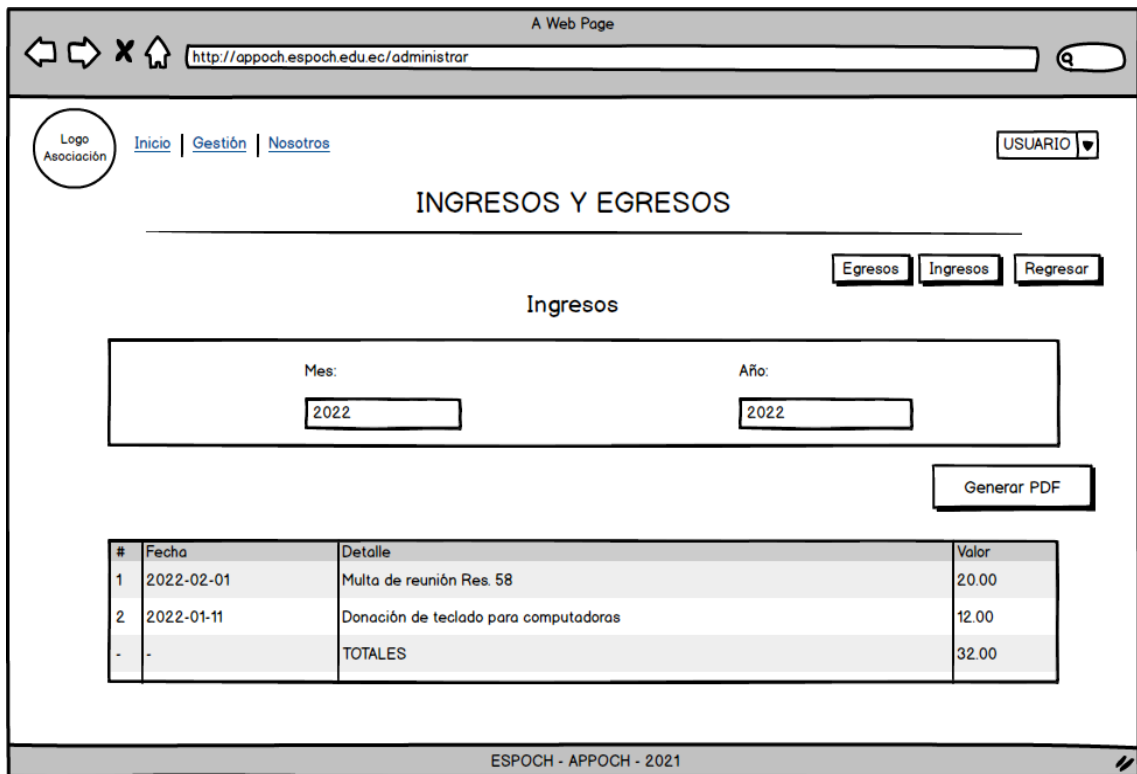 A Web Page
http://appoch.espoch.edu.ec/administrar
Logo
Asociación
Inicio | Gestión | Nosotros
USUARIO
INGRESOS Y EGRESOS
Egresos Ingresos Regresar
Ingresos
Mes: Año:
2022 2022
Generar PDF
# Fecha Detalle Valor
1 2022-02-01 Multa de reunión Res. 58 20.00
2 2022-01-11 Donación de teclado para computadoras 12.00
- - TOTALES 32.00
ESPOCH - APPOCH - 2021